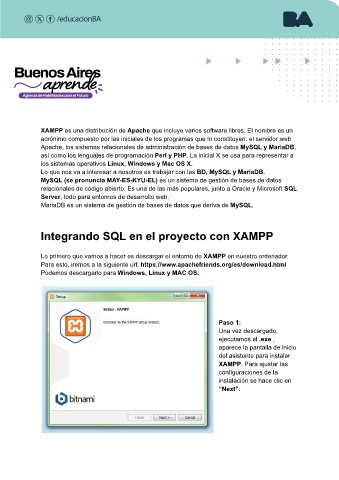 /educacionBA
BA
Buenos Aires
aprende
Agencia de Habilidades para el Futuro
XAMPP es una distribución de Apache que incluye varios software libres. El nombre es un
acrónimo compuesto por las iniciales de los programas que lo constituyen: el servidor web
Apache, los sistemas relacionales de administración de bases de datos MySQL y MariaDB,
así como los lenguajes de programación Perl y PHP. La inicial X se usa para representar a
los sistemas operativos Linux, Windows y Mac OS X.
Lo que nos va a interesar a nosotros es trabajar con las BD, MySQL y MariaDB.
MySQL (se pronuncia MAY-ES-KYU-EL) es un sistema de gestión de bases de datos
relacionales de código abierto. Es una de las más populares, junto a Oracle y Microsoft SQL
Server, todo para entornos de desarrollo web.
MariaDB es un sistema de gestión de bases de datos que deriva de MySQL.
Integrando SQL en el proyecto con XAMPP
Lo primero que vamos a hacer es descargar el entorno de XAMPP en nuestro ordenador.
Para esto, iremos a la siguiente url: https://www.apachefriends.org/es/download.html
Podemos descargarlo para Windows, Linux y MAC OS.
Setup
Setup - XAMPP
Welcome to the XAMPP Setup Wizard.
bitnami
< Back
Next >
Cancel
Paso 1:
Una vez descargado,
ejecutamos el .exe ,
aparece la pantalla de inicio
del asistente para instalar
XAMPP. Para ajustar las
configuraciones de la
instalación se hace clic en
"Next".